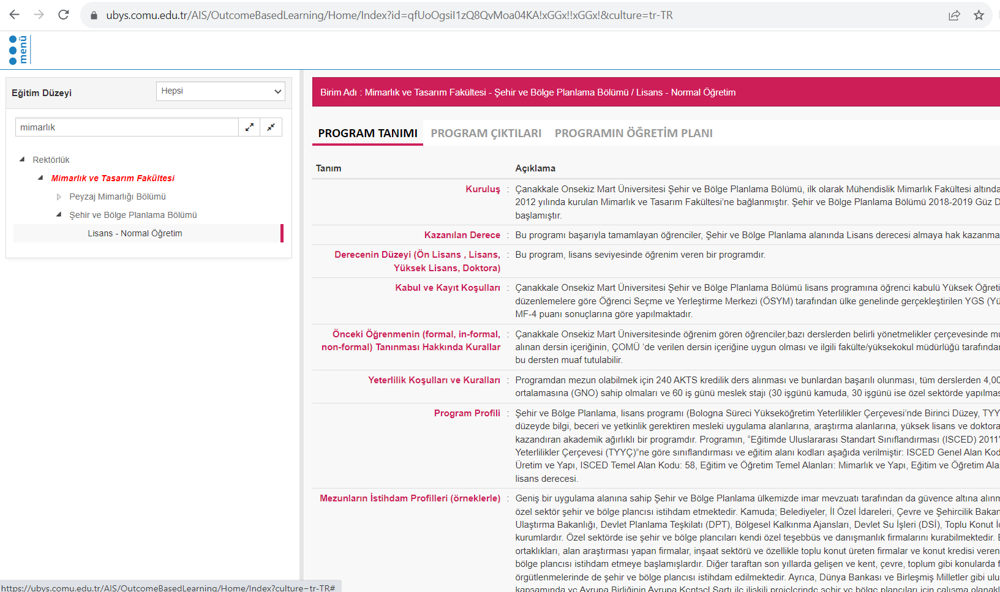 ubys.comu.edu.tr/AIS/OutcomeBasedLearning/Home/Index?id=qfUoOgsiI1zQ8QvMoa04KA!xGGx!!xGGx!&culture=tr-TR
menü
Eğitim Düzeyi
Hepsi
mimarlık
Rektörlük
Mimarlık ve Tasarım Fakültesi
Peyzaj Mimarlığı Bölümü
Şehir ve Bölge Planlama Bölümü
Lisans - Normal Öğretim
Birim Adı : Mimarlık ve Tasarım Fakültesi - Şehir ve Bölge Planlama Bölümü / Lisans - Normal Öğretim
PROGRAM TANIMI PROGRAM ÇIKTILARI PROGRAMIN ÖĞRETİM PLANI
Tanım Açıklama
Kuruluş : Çanakkale Onsekiz Mart Üniversitesi Şehir ve Bölge Planlama Bölümü, ilk olarak Mühendislik Mimarlık Fakültesi altında
2012 yılında kurulan Mimarlık ve Tasarım Fakültesi’ne bağlanmıştır. Şehir ve Bölge Planlama Bölümü 2018-2019 Güz D
başlamıştır.
Kazanılan Derece : Bu programı başarıyla tamamlayan öğrenciler, Şehir ve Bölge Planlama alanında Lisans derecesi almaya hak kazanma
Derecenin Düzeyi (Ön Lisans , Lisans, : Bu program, lisans seviyesinde öğrenim veren bir programdır.
Yüksek Lisans, Doktora)
Kabul ve Kayıt Koşulları : Çanakkale Onsekiz Mart Üniversitesi Şehir ve Bölge Planlama Bölümü lisans programına öğrenci kabulü Yüksek Öğreti
düzenlemelere göre Öğrenci Seçme ve Yerleştirme Merkezi (ÖSYM) tarafından ülke genelinde gerçekleştirilen YGS (Yü
MF-4 puanı sonuçlarına göre yapılmaktadır.
Önceki Öğrenmenin (formal, in-formal, : Çanakkale Onsekiz Mart Üniversitesinde öğrenim gören öğrenciler,bazı derslerden belirli yönetmelikler çerçevesinde mu
non-formal) Tanınması Hakkında Kurallar alınan dersin içeriğinin, ÇOMÜ ‘de verilen dersin içeriğine uygun olması ve ilgili fakülte/yüksekokul müdürlüğü tarafından
bu dersten muaf tutulabilir.
Yeterlilik Koşulları ve Kuralları : Programdan mezun olabilmek için 240 AKTS kredilik ders alınması ve bunlardan başarılı olunması, tüm derslerden 4,00
ortalamasına (GNO) sahip olmaları ve 60 iş günü meslek stajı (30 işgünü kamuda, 30 işgünü ise özel sektörde yapılmas
Program Profili : Şehir ve Bölge Planlama, lisans programı (Bologna Süreci Yükseköğretim Yeterlilikler Çerçevesi’nde Birinci Düzey, TYY
düzeyde bilgi, beceri ve yetkinlik gerektiren mesleki uygulama alanlarına, araştırma alanlarına, yüksek lisans ve doktora
kazandıran akademik ağırlıklı bir programdır. Programın, “Eğitimde Uluslararası Standart Sınıflandırması (ISCED) 2011"
Yeterlilikler Çerçevesi (TYYÇ)”ne göre sınıflandırması ve eğitim alanı kodları aşağıda verilmiştir: ISCED Genel Alan Kod
Üretim ve Yapı, ISCED Temel Alan Kodu: 58, Eğitim ve Öğretim Temel Alanları: Mimarlık ve Yapı, Eğitim ve Öğretim Ala
lisans derecesi.
Mezunların İstihdam Profilleri (örneklerle) : Geniş bir uygulama alanına sahip Şehir ve Bölge Planlama ülkemizde imar mevzuatı tarafından da güvence altına alınm
özel sektör şehir ve bölge plancısı istihdam etmektedir. Kamuda; Belediyeler, İl Özel İdareleri, Çevre ve Şehircilik Bakan
Ulaştırma Bakanlığı, Devlet Planlama Teşkilatı (DPT), Bölgesel Kalkınma Ajansları, Devlet Su İşleri (DSİ), Toplu Konut İd
kurumlardır. Özel sektörde ise şehir ve bölge plancıları kendi özel teşebbüs ve danışmanlık firmalarını kurabilmektedir. B
ortaklıkları, alan araştırması yapan firmalar, inşaat sektörü ve özellikle toplu konut üreten firmalar ve konut kredisi veren
bölge plancısı istihdam etmeye başlamışlardır. Diğer taraftan son yıllarda gelişen ve kent, çevre, toplum gibi konularda f
örgütlenmelerinde de şehir ve bölge plancısı istihdam edilmektedir. Ayrıca, Dünya Bankası ve Birleşmiş Milletler gibi ulu
kapsamında ve Avrupa Birliğinin Avrupa Kentsel Şartı ile ilişkili projelerinde şehir ve bölge plancıları için çalışma olanakl
https://ubys.comu.edu.tr/AIS/OutcomeBasedLearning/Home/Index?culture=tr-TR#